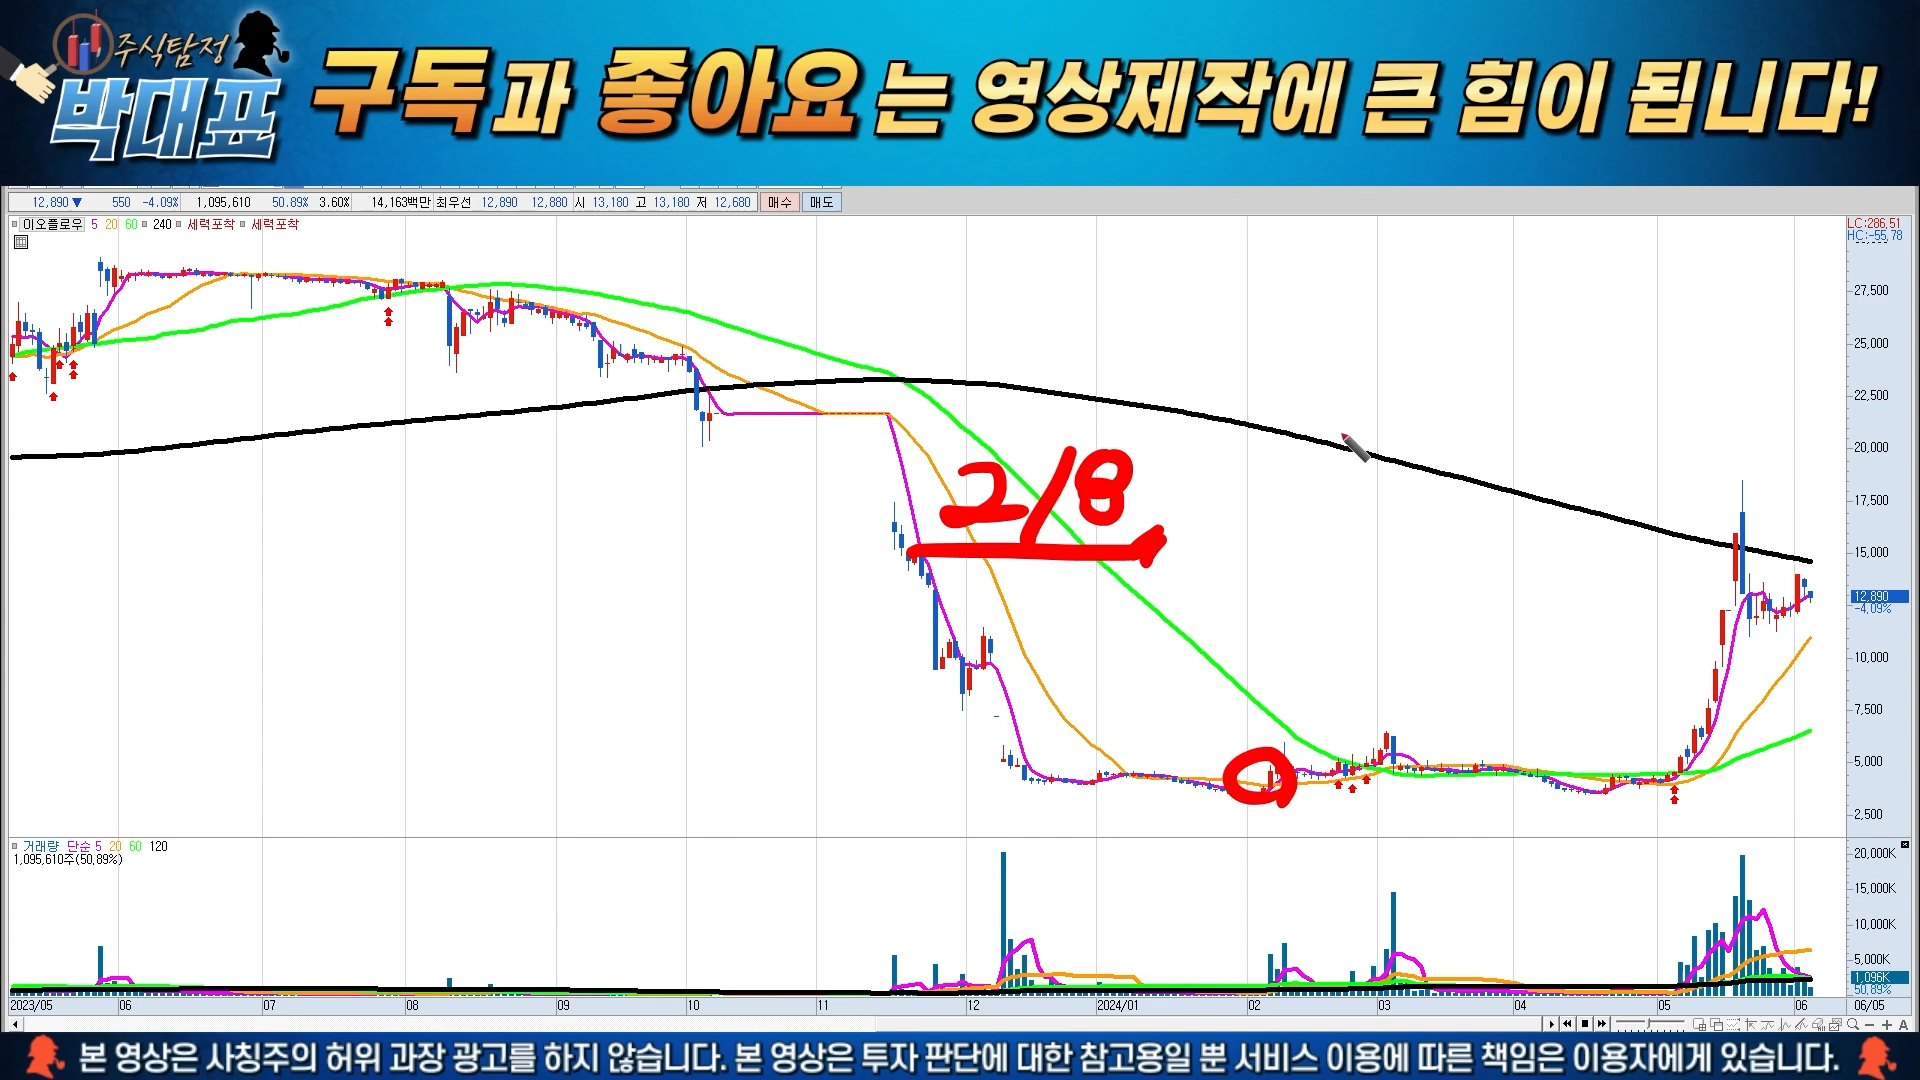 주식탐정
박대표
구독과 좋아요는 영상제작에 큰 힘이 됩니다!
12,890 ▼ 550 -4.09% 1,095,610 50.89% 3.60% 14,163백만 최우선 12,890 12,880 시 13,180 고 13,180 저 12,680 매수 매도
이오플로우 5 20 60 240 세력포착 세력포착
LC:286.51
HC:-55.78
27,500
25,000
22,500
20,000
17,500
15,000
12,890
-4.09%
10,000
7,500
5,000
2,500
2/8
거래량 단순 5 20 60 120
1,095,610주(50.89%)
20,000K
15,000K
10,000K
5,000K
1,096K
50.89%
2023/05 06 07 08 09 10 11 12 2024/01 02 03 04 05 06 06/05
본 영상은 사칭주의 허위 과장 광고를 하지 않습니다. 본 영상은 투자 판단에 대한 참고용일 뿐 서비스 이용에 따른 책임은 이용자에게 있습니다.